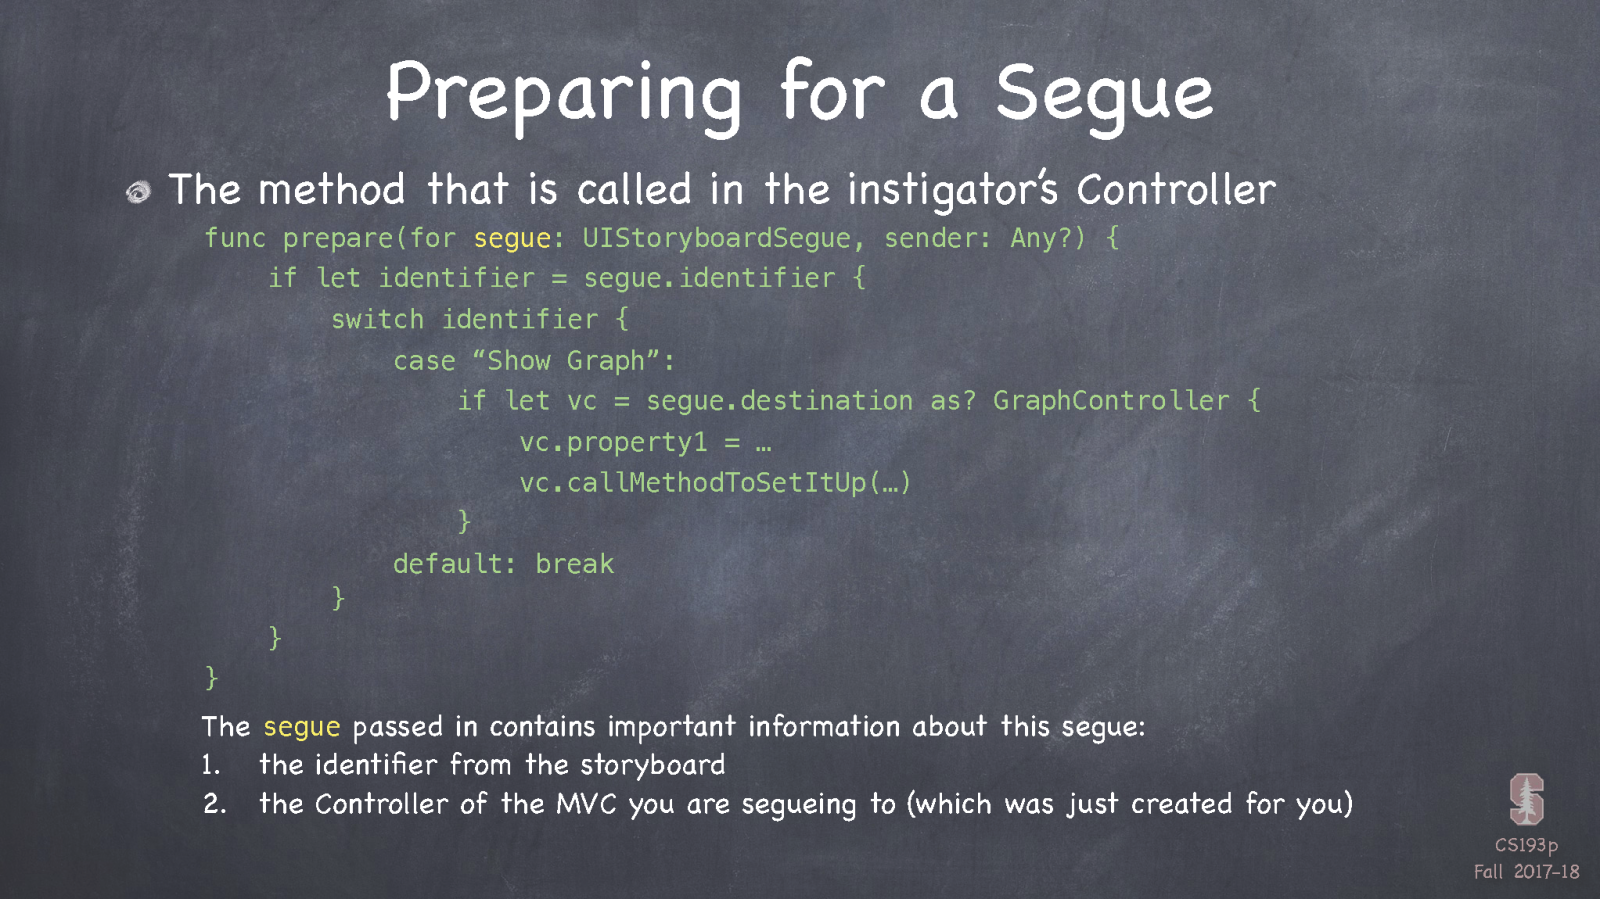 Preparing for a Segue
The method that is called in the instigator's Controller
func prepare(for segue: UIStoryboardSegue, sender: Any?) {
    if let identifier = segue.identifier {
        switch identifier {
            case “Show Graph”:
                if let vc = segue.destination as? GraphController {
                    vc.property1 = …
                    vc.callMethodToSetItUp(…)
                }
            default: break
        }
    }
}
The segue passed in contains important information about this segue:
1. the identifier from the storyboard
2. the Controller of the MVC you are segueing to (which was just created for you)
CS193p
Fall 2017-18